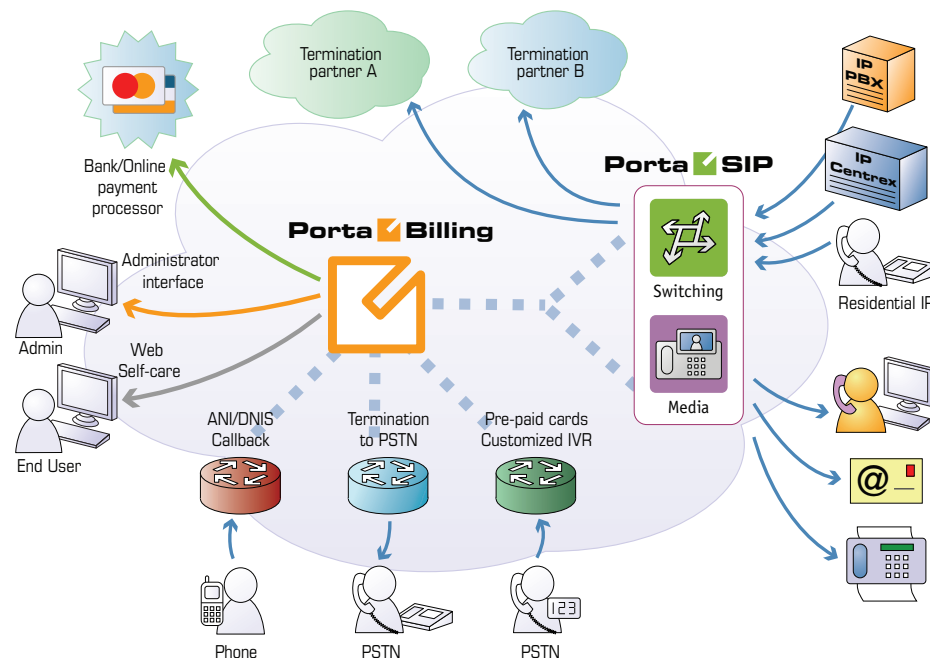 Termination
partner A
Termination
partner B
IP
PBX
IP
Centrex
Bank/Online
payment
processor
Porta SIP
Porta Billing
Administrator
interface
Switching
Residential IP
Admin
Web
Self-care
Media
End User
ANI/DNIS
Callback
Termination
to PSTN
Pre-paid cards
Customized IVR
@
123
Phone
PSTN
PSTN